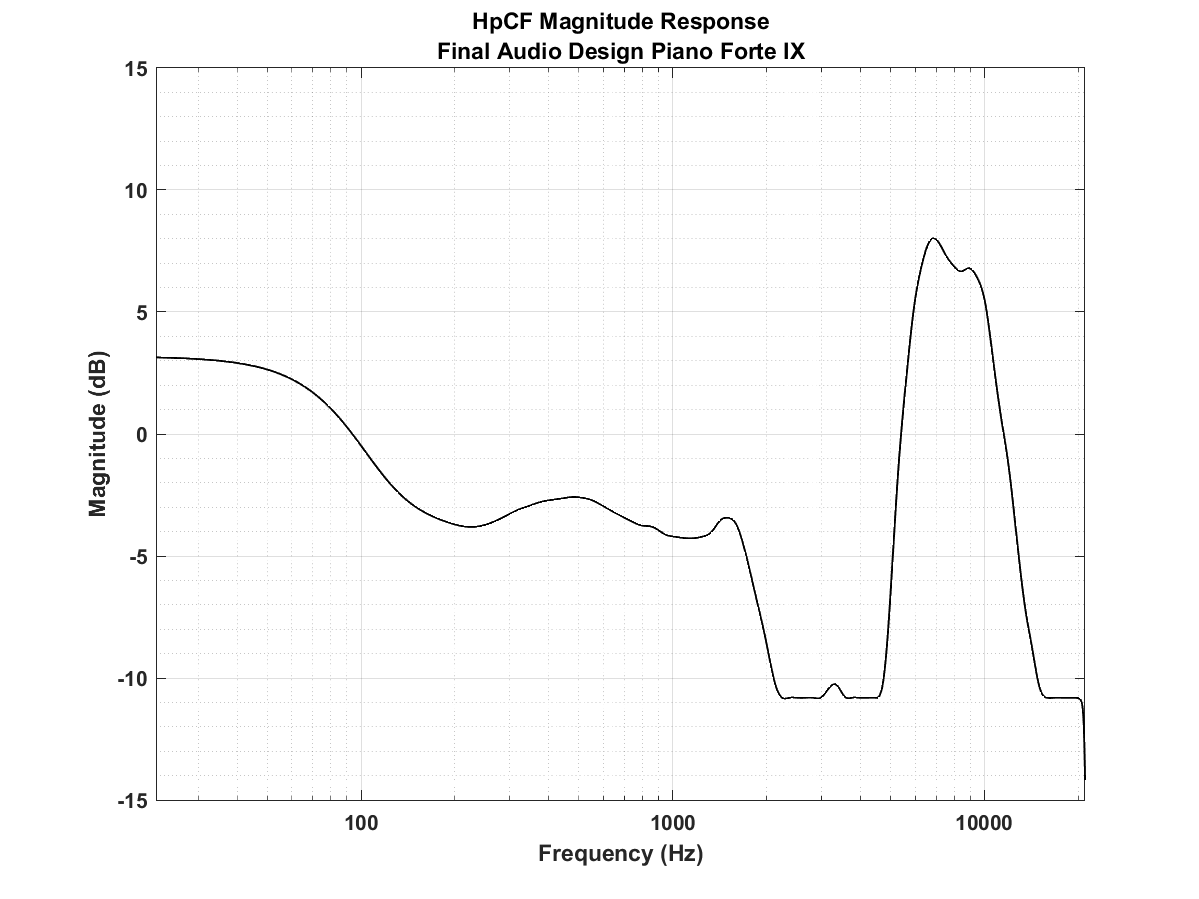 HpCF Magnitude Response
Final Audio Design Piano Forte IX
15
10
5
0
-5
-10
-15
Magnitude (dB)
100
1000
10000
Frequency (Hz)